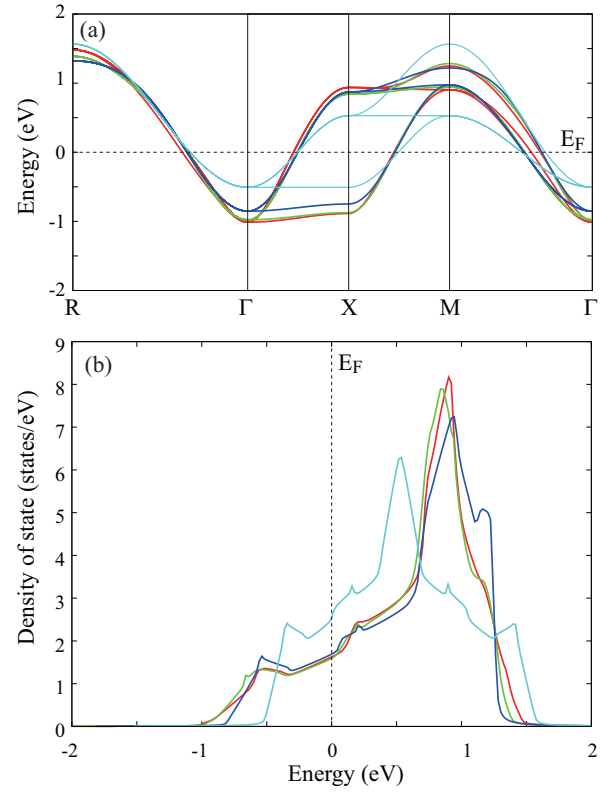 (a)
2
1
0
-1
-2
Energy (eV)
E_F
R Γ X M Γ
(b)
E_F
9
8
7
6
5
4
3
2
1
0
Density of state (states/eV)
-2 -1 0 1 2
Energy (eV)